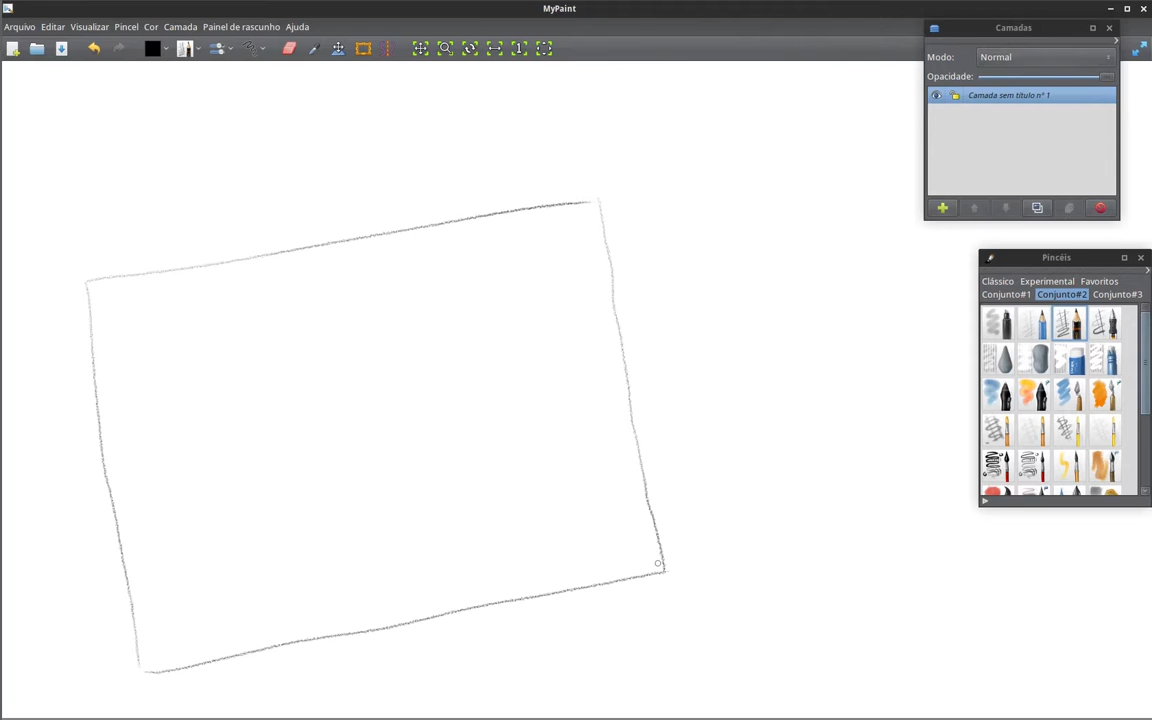 MyPaint
Arquivo Editar Visualizar Pincel Cor Camada Painel de rascunho Ajuda
Camadas
Modo: Normal
Opacidade:
Camada sem título nº 1
Pincéis
Clássico Experimental Favoritos
Conjunto#1 Conjunto#2 Conjunto#3